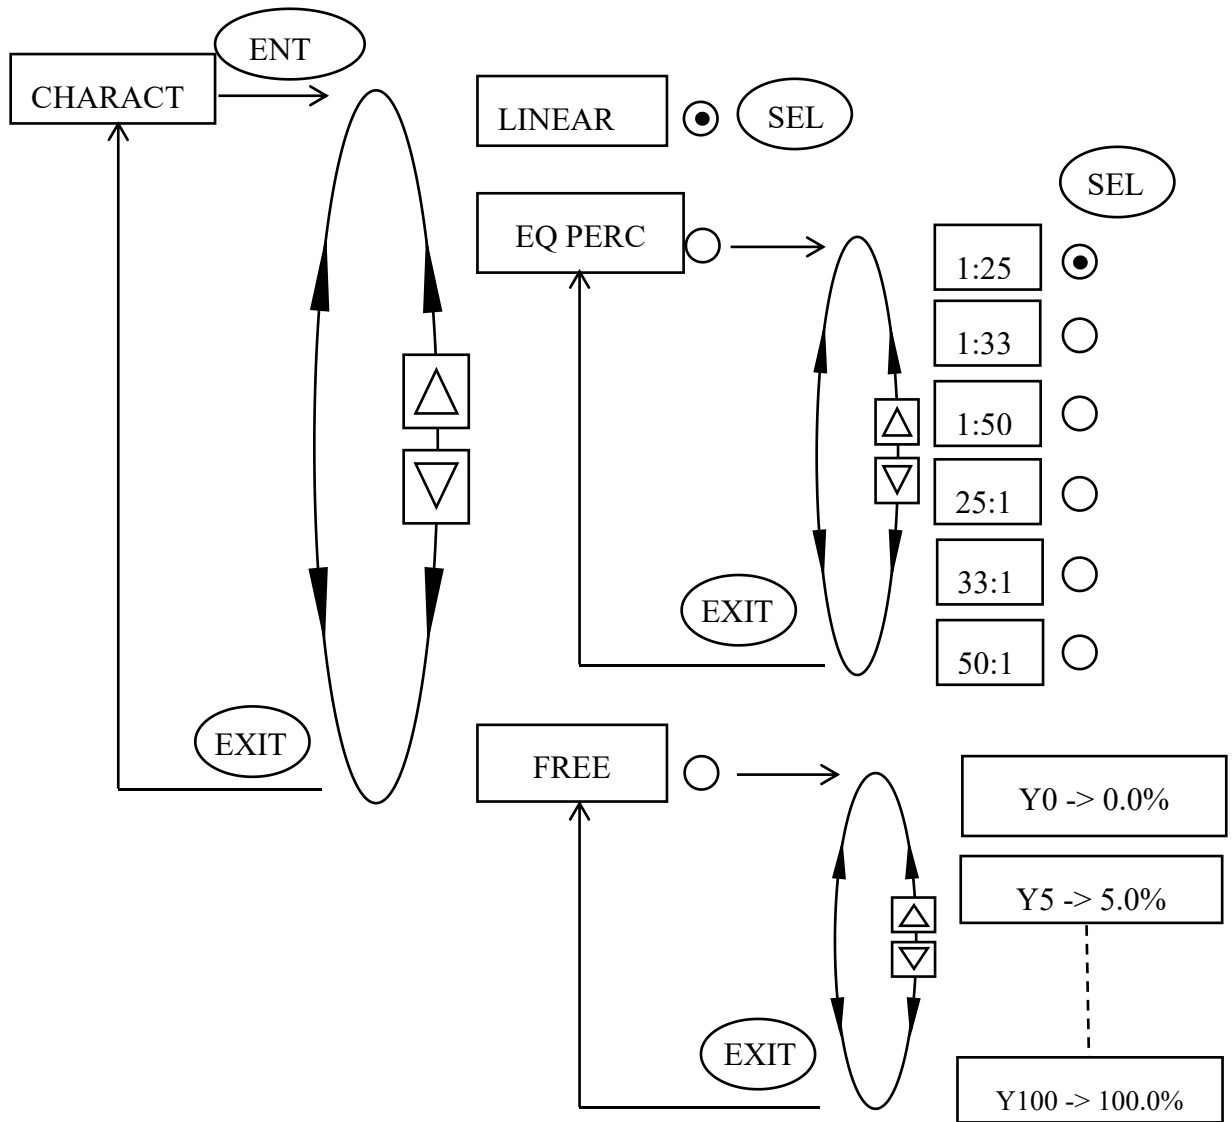 ENT
CHARACT
LINEAR
SEL
SEL
EQ PERC
1:25
1:33
1:50
25:1
33:1
50:1
EXIT
EXIT
FREE
Y0 -> 0.0%
Y5 -> 5.0%
EXIT
Y100 -> 100.0%